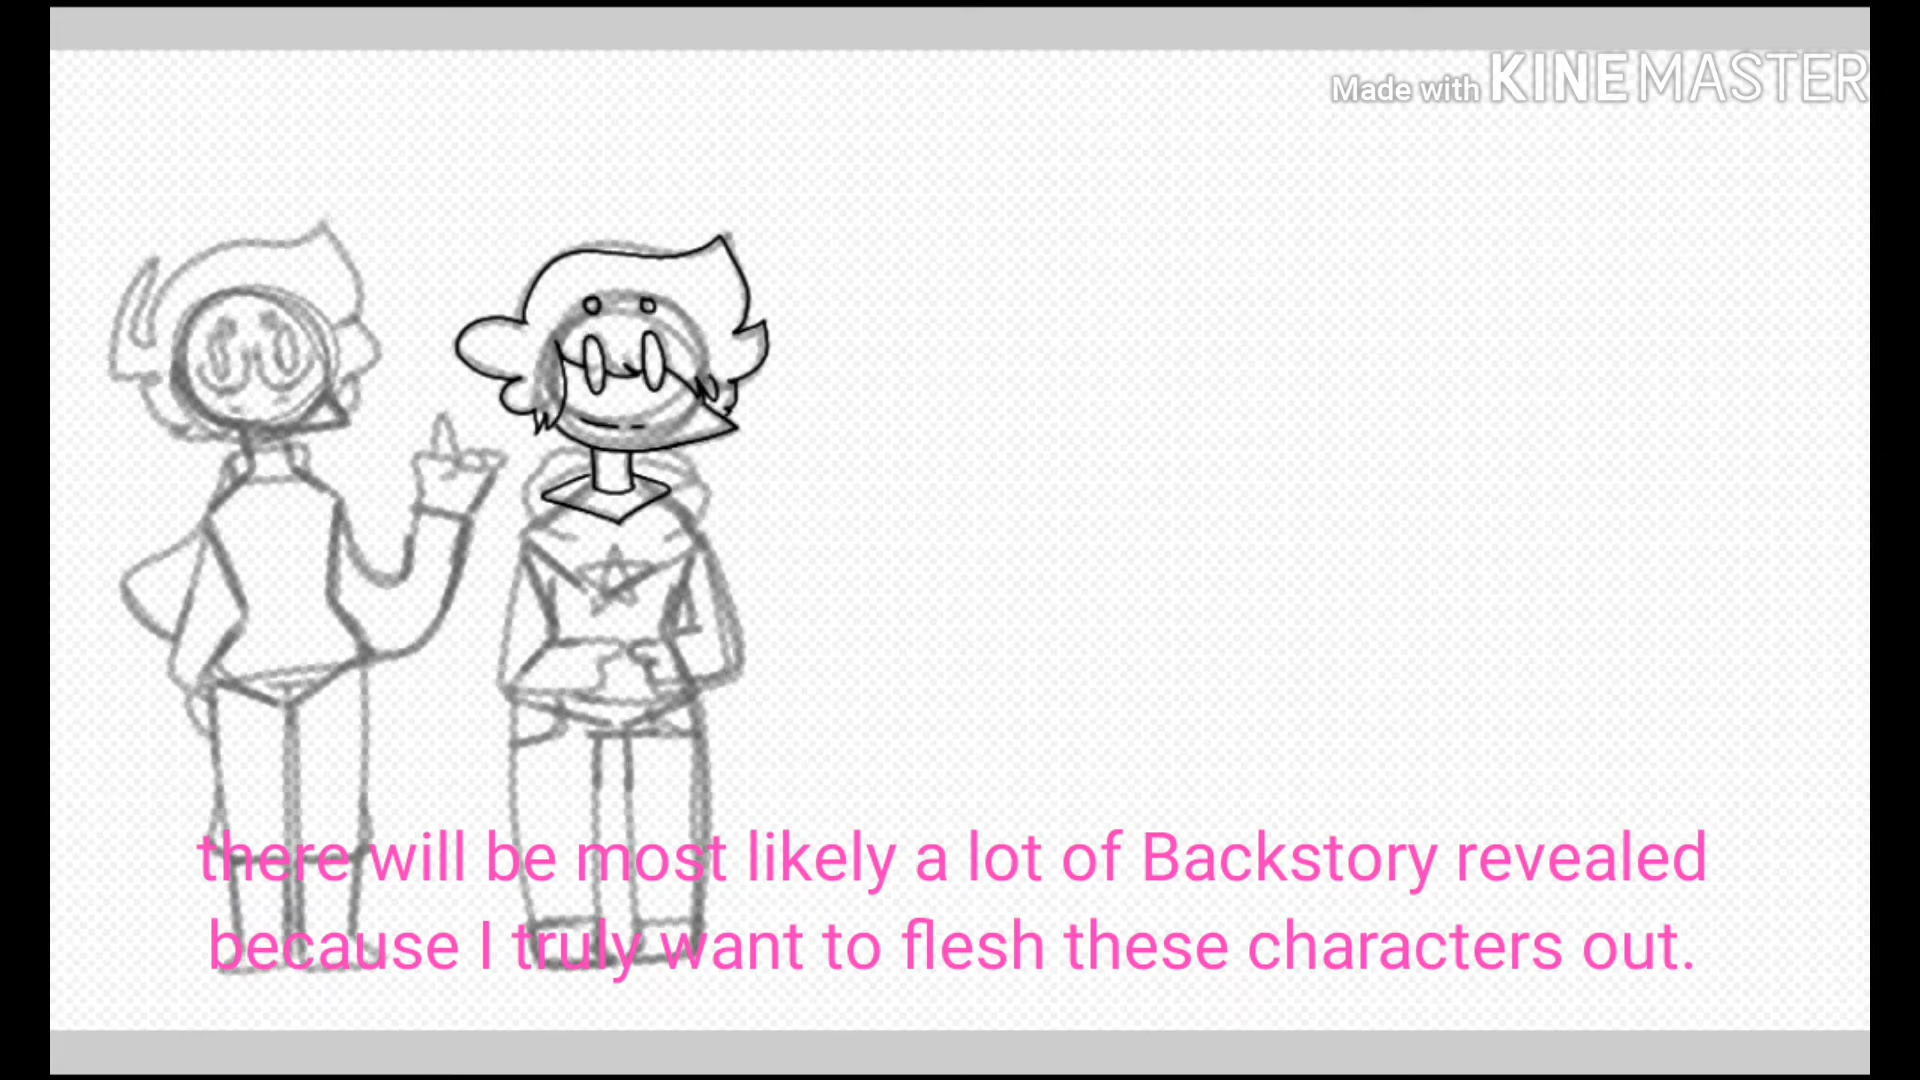 Made with KINEMASTER
there will be most likely a lot of Backstory revealed
because I truly want to flesh these characters out.